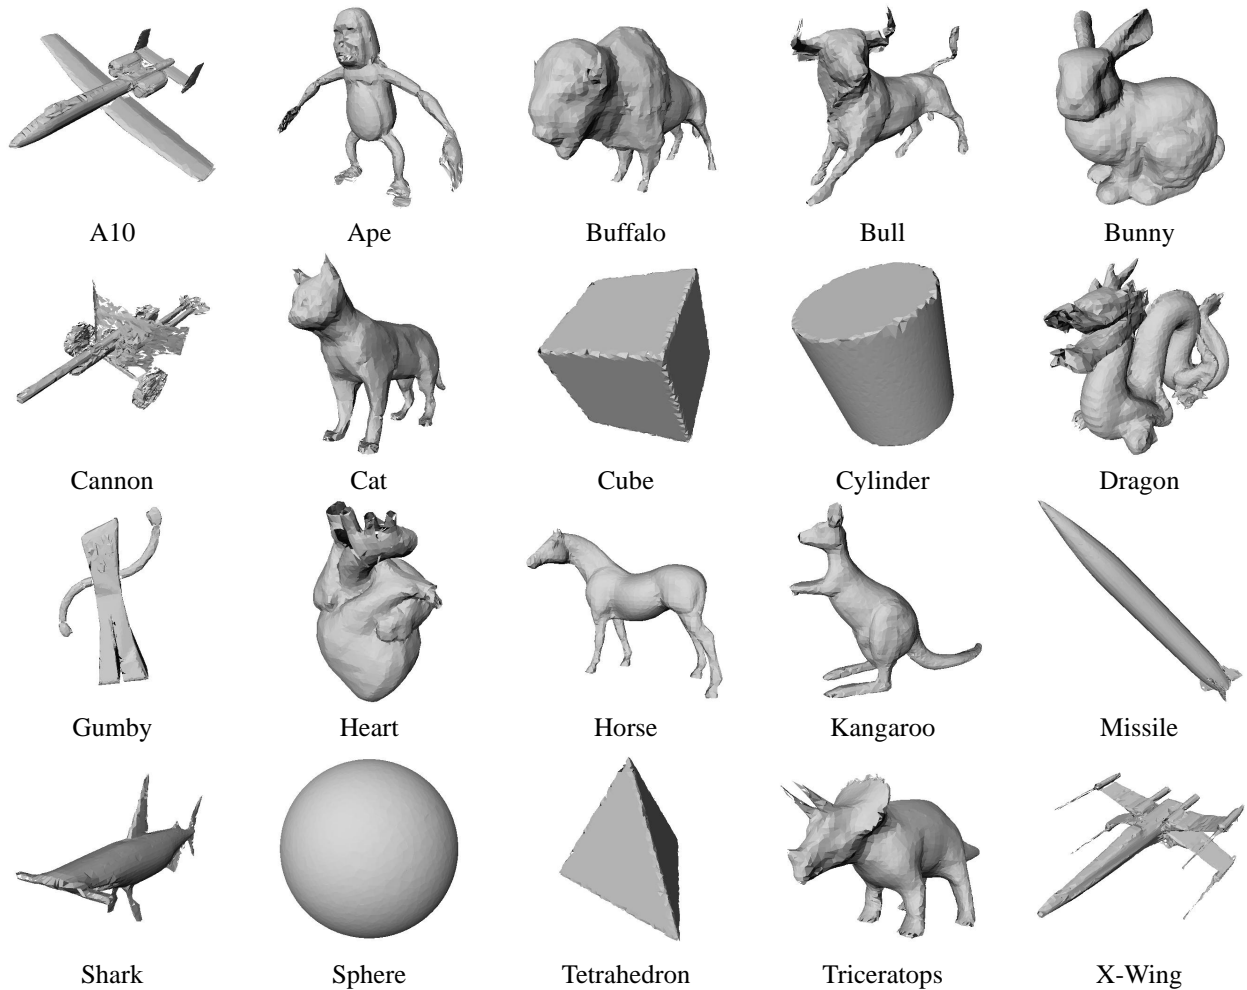 A10 Ape Buffalo Bull Bunny
Cannon Cat Cube Cylinder Dragon
Gumby Heart Horse Kangaroo Missile
Shark Sphere Tetrahedron Triceratops X-Wing